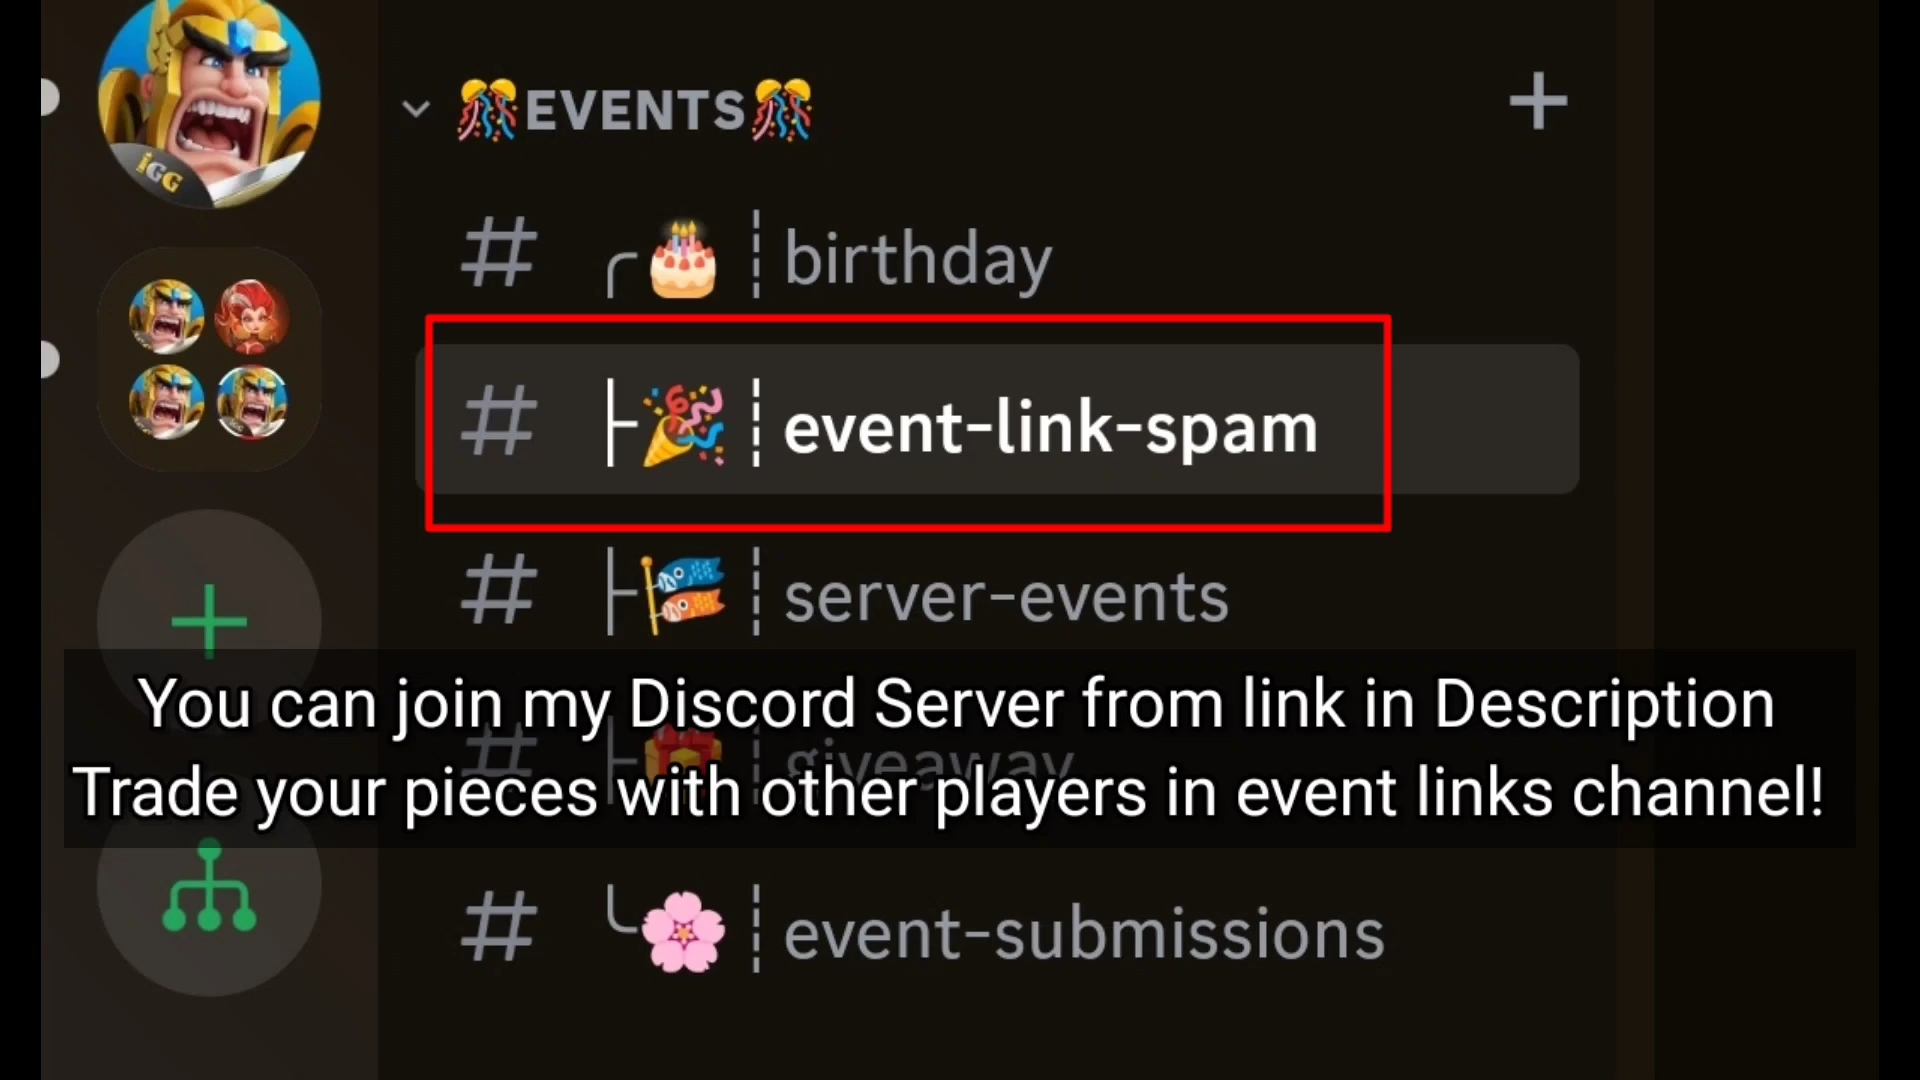 IGG
🎊EVENTS🎊
# ╭🎂┊birthday
# ├🎉┊event-link-spam
# ├🎏┊server-events
# ├🎁┊giveaway
You can join my Discord Server from link in Description
Trade your pieces with other players in event links channel!
# ╰🌸┊event-submissions